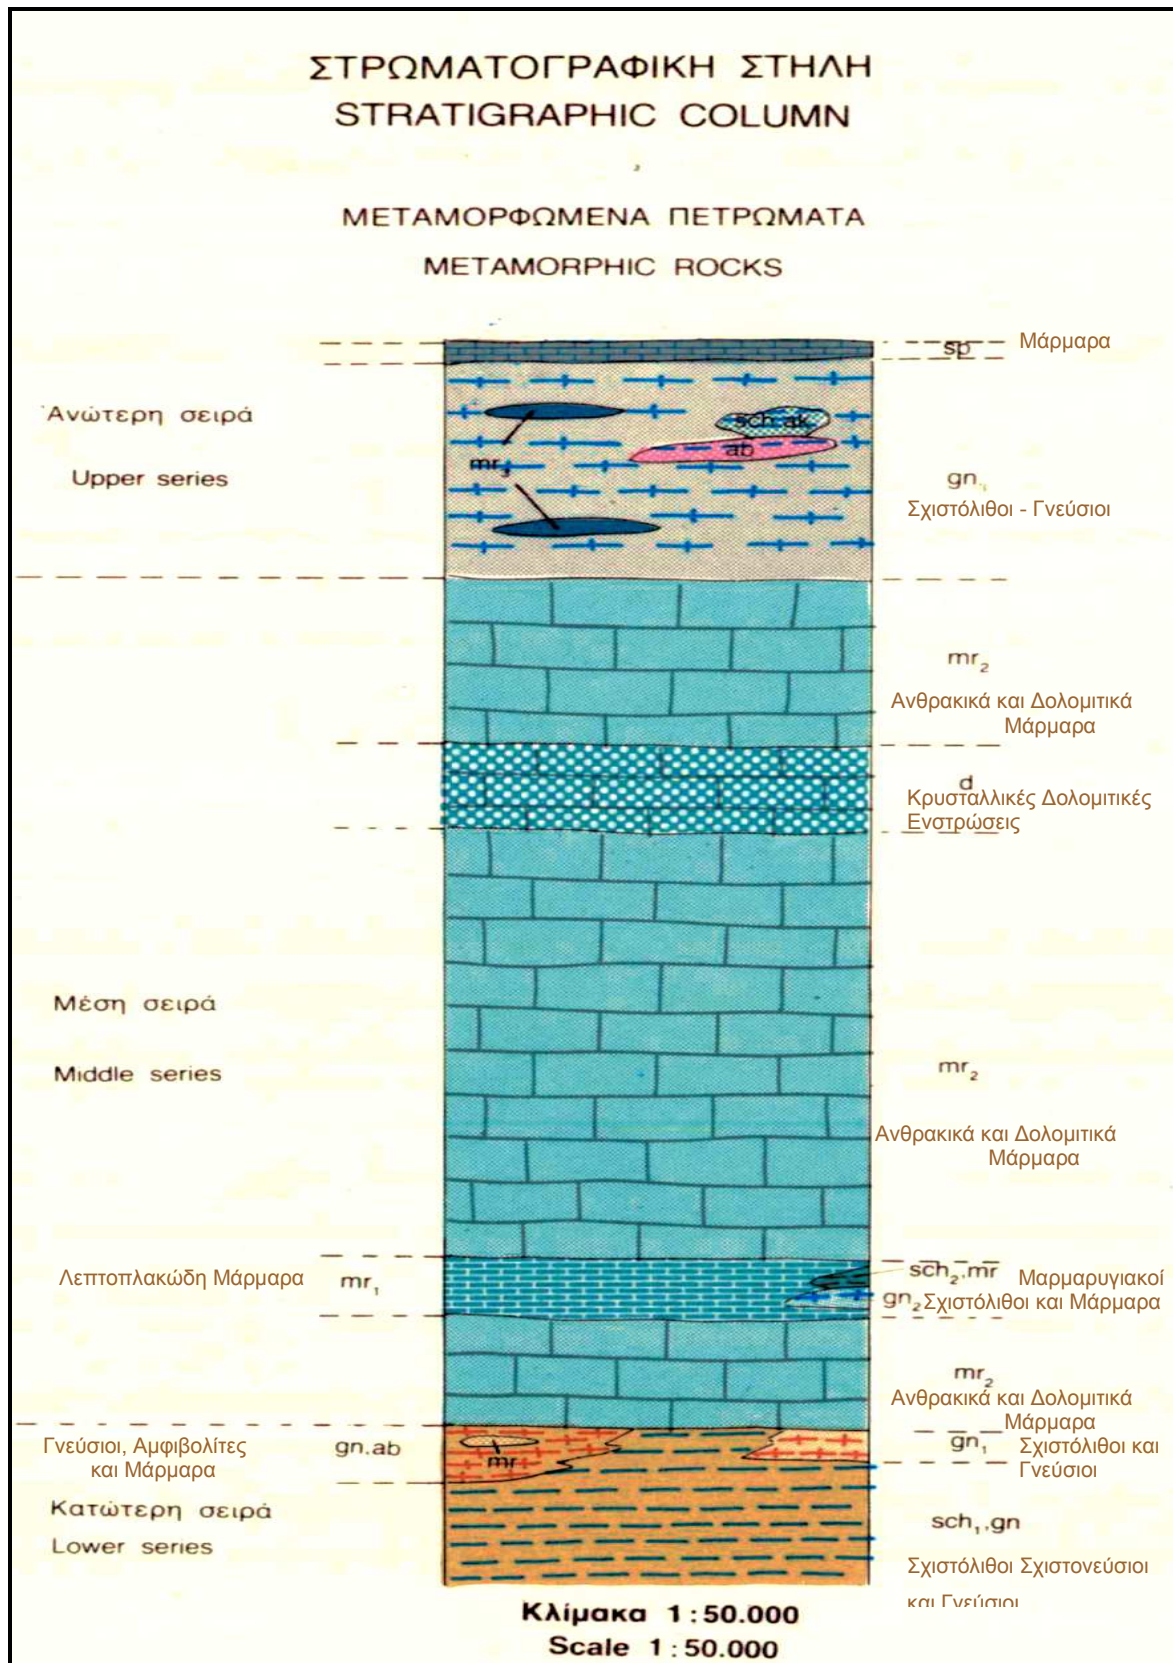 ΣΤΡΩΜΑΤΟΓΡΑΦΙΚΗ ΣΤΗΛΗ
STRATIGRAPHIC COLUMN
ΜΕΤΑΜΟΡΦΩΜΕΝΑ ΠΕΤΡΩΜΑΤΑ
METAMORPHIC ROCKS
sp Μάρμαρα
Ἀνώτερη σειρά
Upper series
sch.ak
ab
mr3
gn
Σχιστόλιθοι - Γνεύσιοι
mr2
Ανθρακικά και Δολομιτικά
Μάρμαρα
d
Κρυσταλλικές Δολομιτικές
Ενστρώσεις
Μέση σειρά
Middle series
mr2
Ανθρακικά και Δολομιτικά
Μάρμαρα
Λεπτοπλακώδη Μάρμαρα mr1
sch2,mr Μαρμαρυγιακοί
gn2 Σχιστόλιθοι και Μάρμαρα
mr2
Ανθρακικά και Δολομιτικά
Μάρμαρα
Γνεύσιοι, Αμφιβολίτες
και Μάρμαρα
gn.ab
mr
gn1 Σχιστόλιθοι και
Γνεύσιοι
Κατώτερη σειρά
Lower series
sch1,gn
Σχιστόλιθοι Σχιστονεύσιοι
και Γνεύσιοι
Κλίμακα 1:50.000
Scale 1:50.000